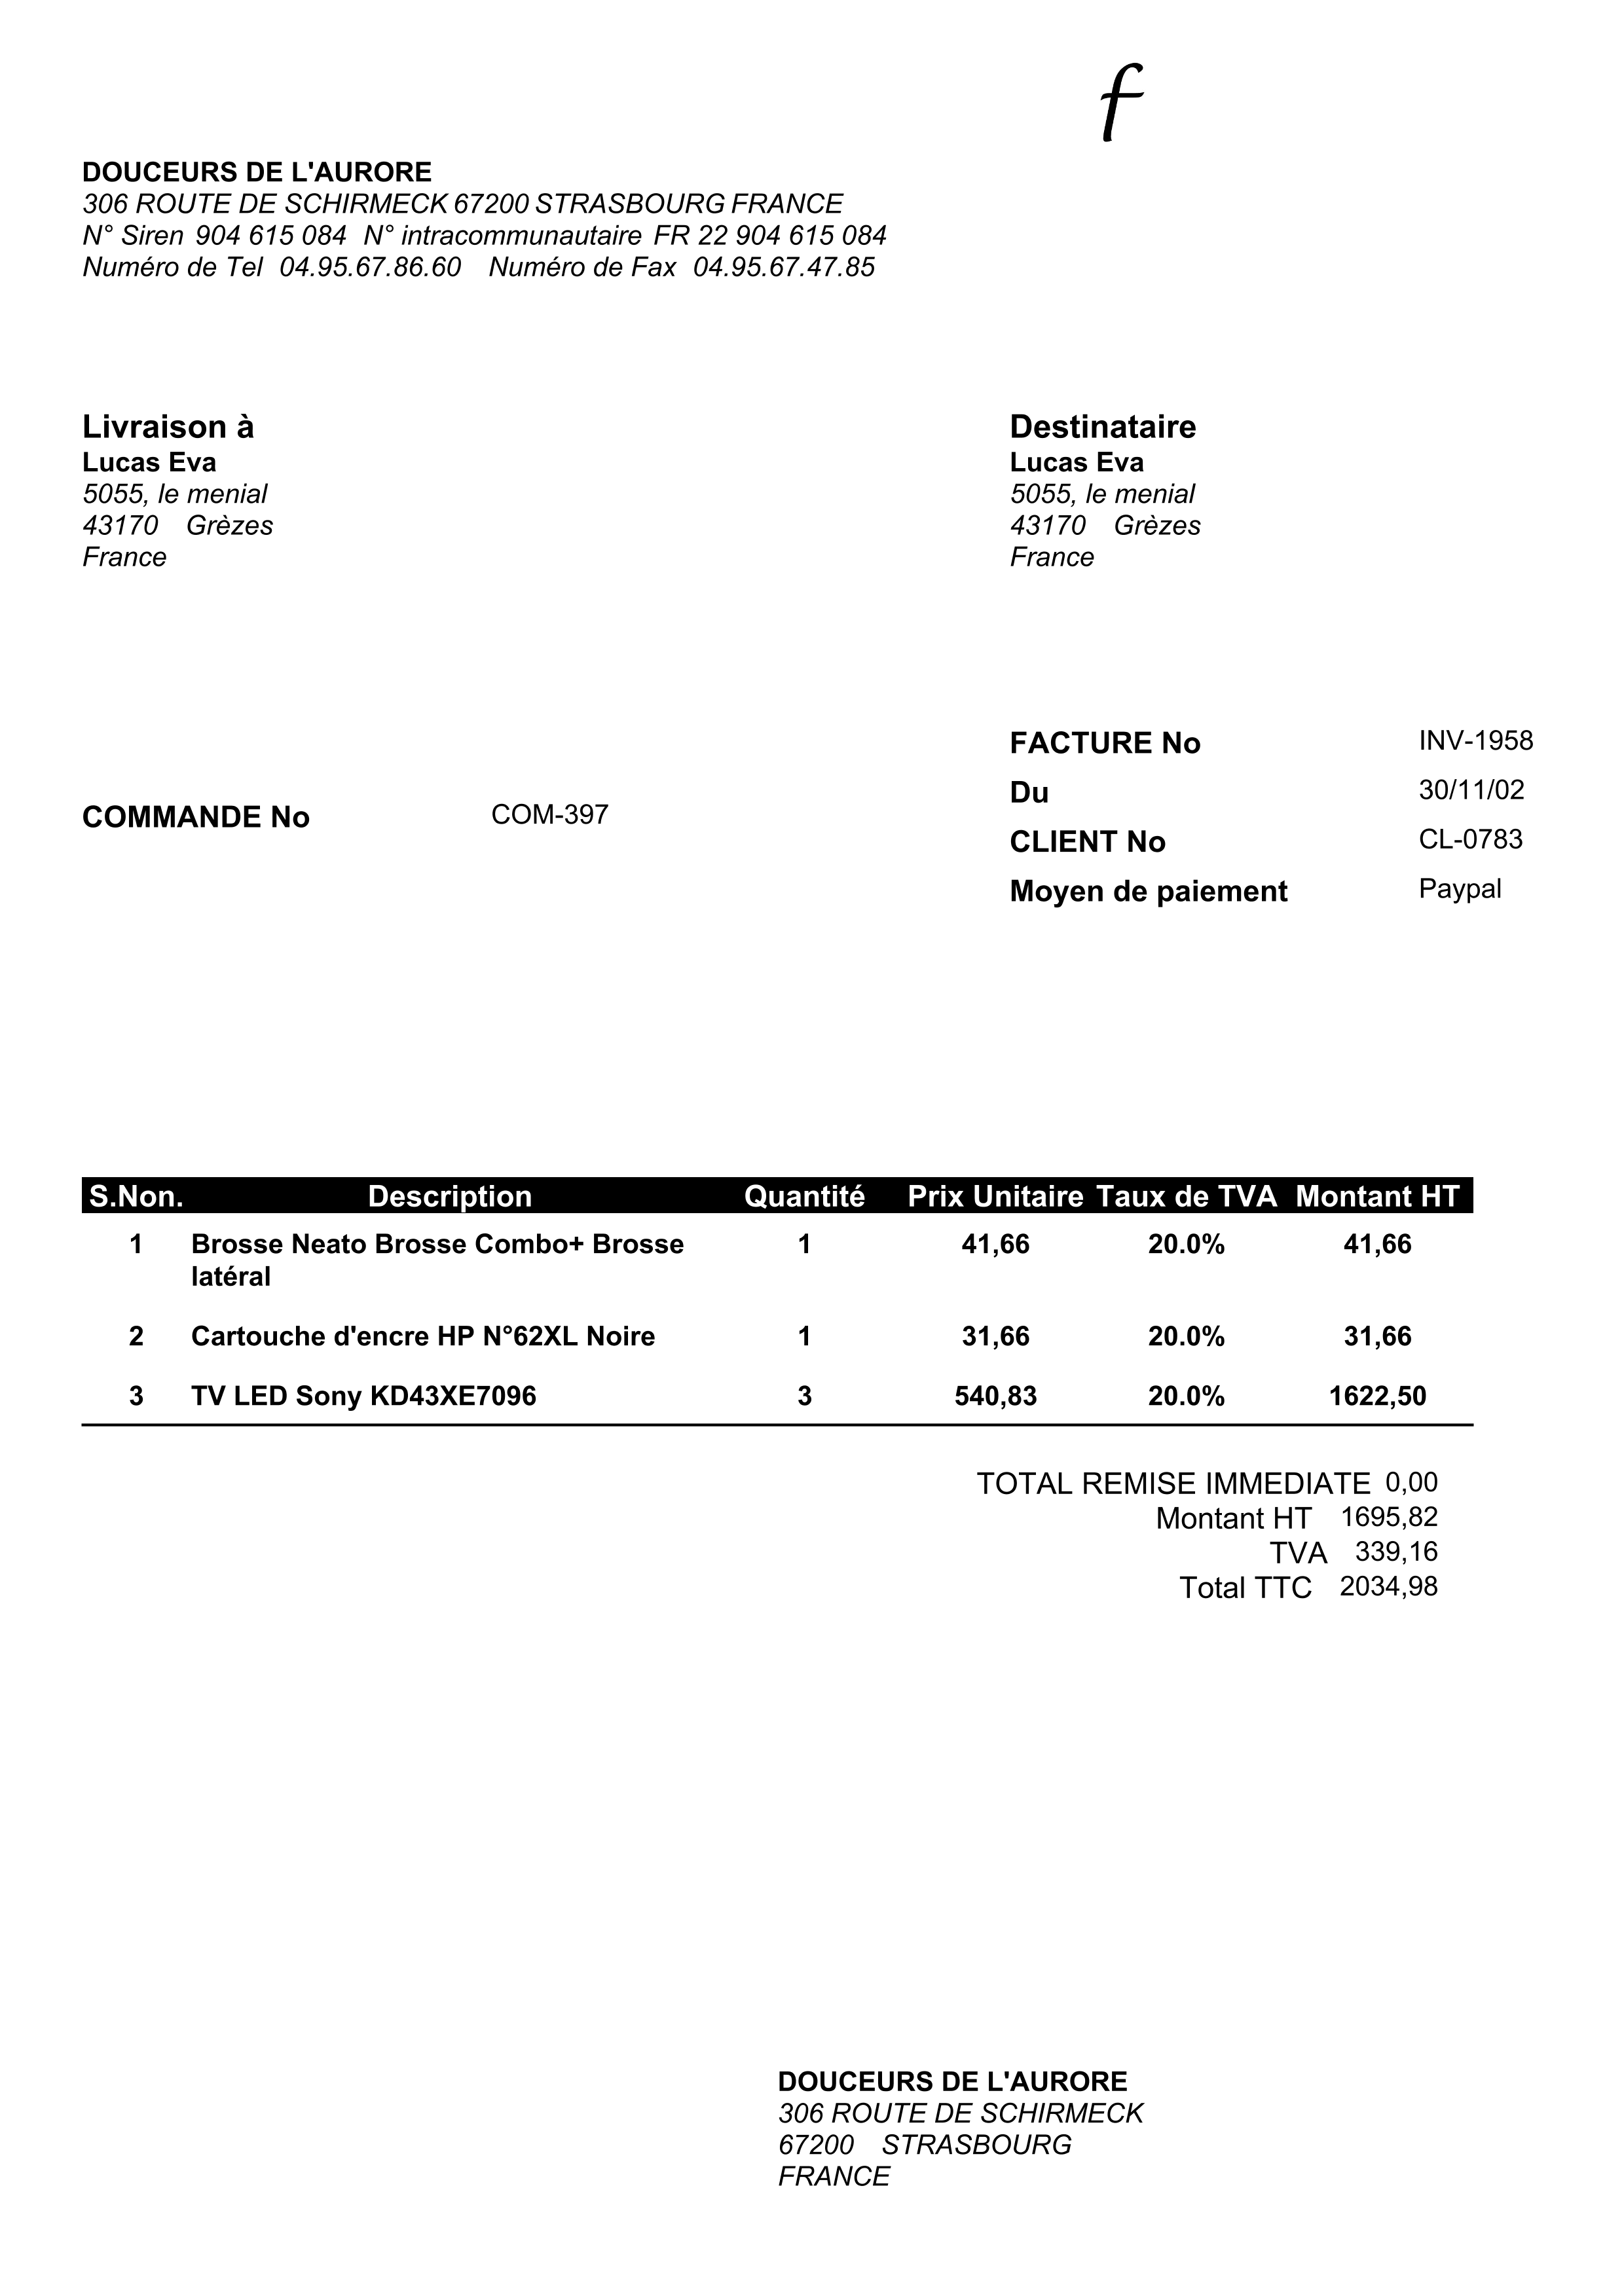 f
DOUCEURS DE L'AURORE
306 ROUTE DE SCHIRMECK 67200 STRASBOURG FRANCE
N° Siren 904 615 084 N° intracommunautaire FR 22 904 615 084
Numéro de Tel 04.95.67.86.60 Numéro de Fax 04.95.67.47.85
Livraison à
Lucas Eva
5055, le menial
43170 Grèzes
France
Destinataire
Lucas Eva
5055, le menial
43170 Grèzes
France
COMMANDE No COM-397
FACTURE No INV-1958
Du 30/11/02
CLIENT No CL-0783
Moyen de paiement Paypal
S.Non. Description Quantité Prix Unitaire Taux de TVA Montant HT
1 Brosse Neato Brosse Combo+ Brosse 1 41,66 20.0% 41,66
latéral
2 Cartouche d'encre HP N°62XL Noire 1 31,66 20.0% 31,66
3 TV LED Sony KD43XE7096 3 540,83 20.0% 1622,50
TOTAL REMISE IMMEDIATE 0,00
Montant HT 1695,82
TVA 339,16
Total TTC 2034,98
DOUCEURS DE L'AURORE
306 ROUTE DE SCHIRMECK
67200 STRASBOURG
FRANCE